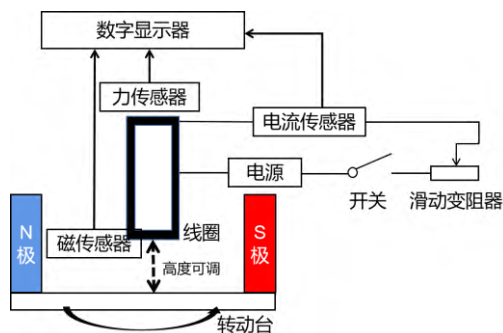 数字显示器
力传感器
电流传感器
电源
开关
滑动变阻器
N
极
磁传感器
线圈
S
极
高度可调
转动台